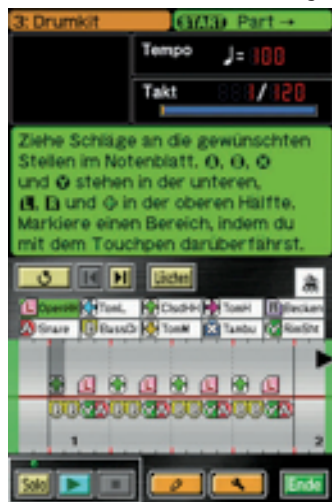 3: Drumkit
Part →
Tempo ♩= 100
Takt 1/120
Ziehe Schläge an die gewünschten
Stellen im Notenblatt.
und stehen in der unteren,
L, R und in der oberen Hälfte.
Markiere einen Bereich, indem du
mit dem Touchpen darüberfährst.
Löschen
L OpenHH TomL ClsdHH TomH R Becken
A Snare BassDr TomM X Tambu Y RimSht
1 2
Solo Ende